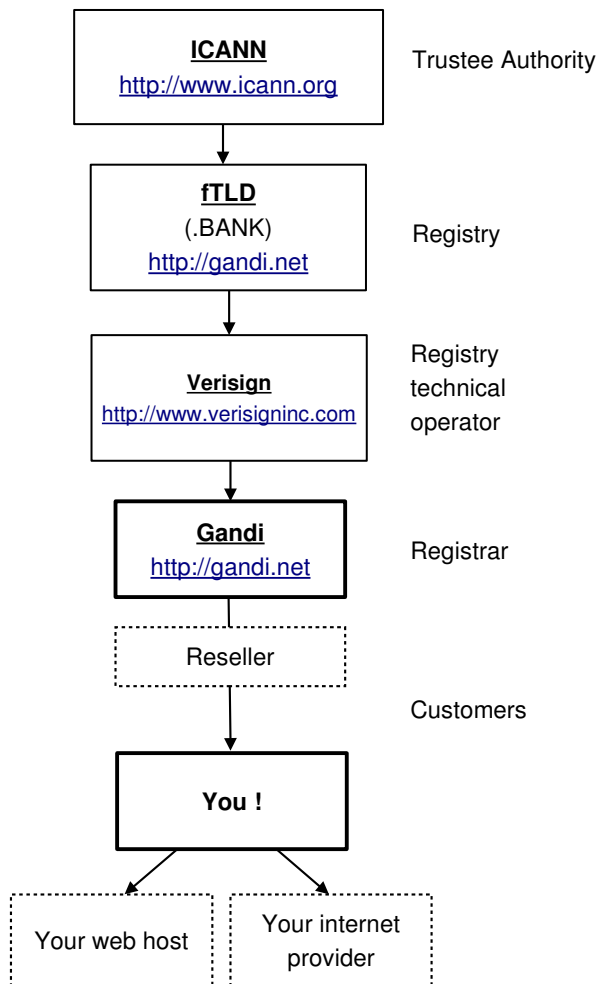 ICANN
http://www.icann.org
Trustee Authority
fTLD
(.BANK)
http://gandi.net
Registry
Verisign
http://www.verisigninc.com
Registry
technical
operator
Gandi
http://gandi.net
Registrar
Reseller
Customers
You !
Your web host
Your internet
provider